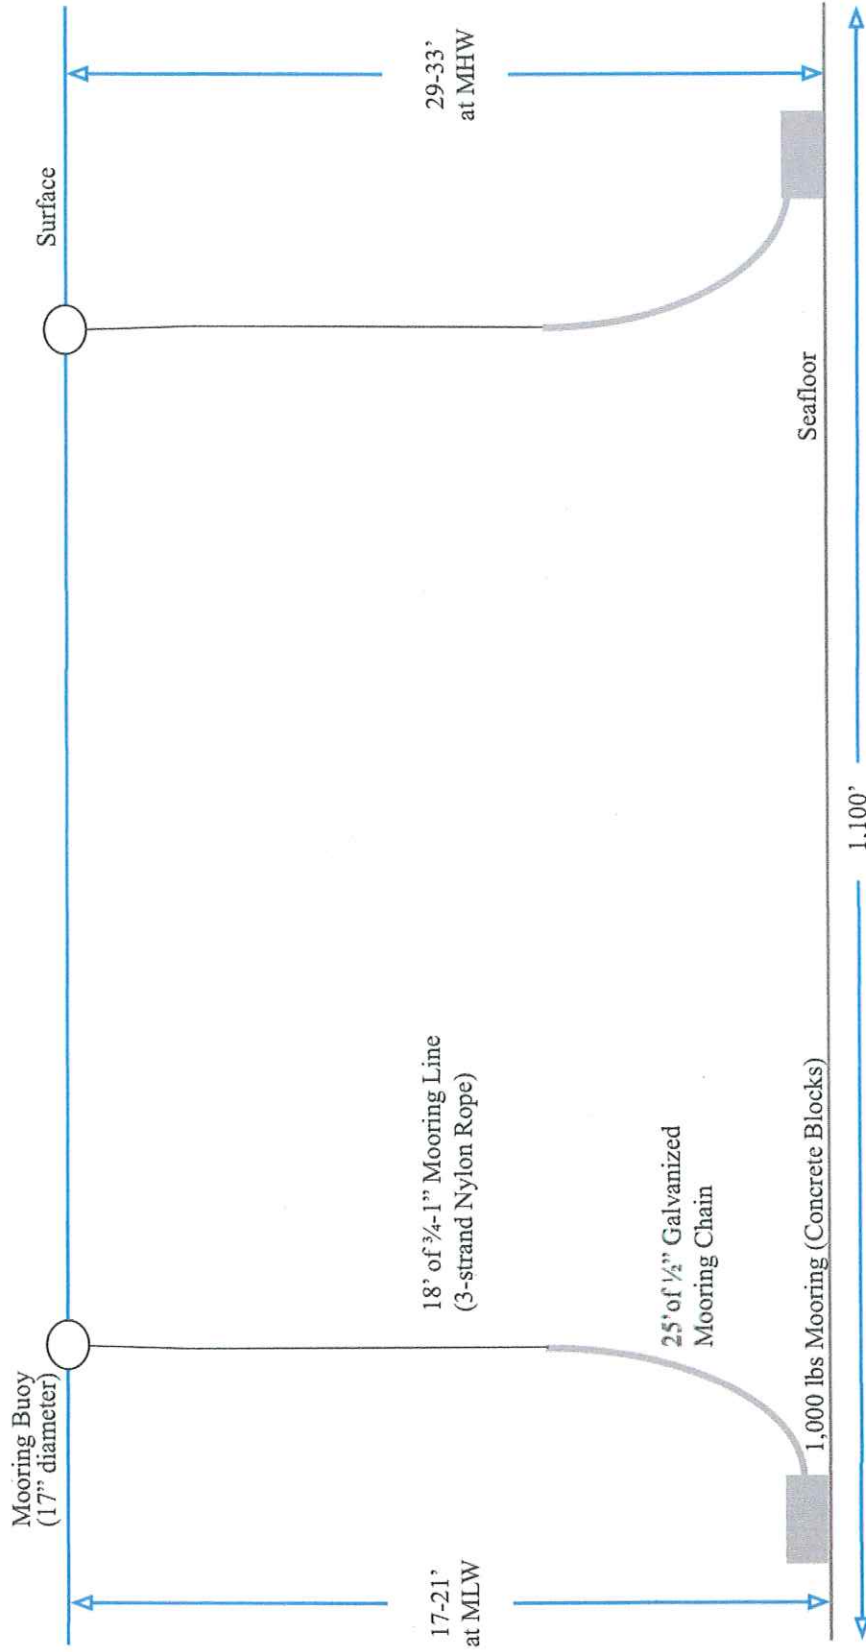 Mooring Buoy
(17” diameter)
Surface
17-21’
at MLW
18’ of ¾-1” Mooring Line
(3-strand Nylon Rope)
29-33’
at MHW
25’of ½” Galvanized
Mooring Chain
1,000 lbs Mooring (Concrete Blocks)
Seafloor
1,100’